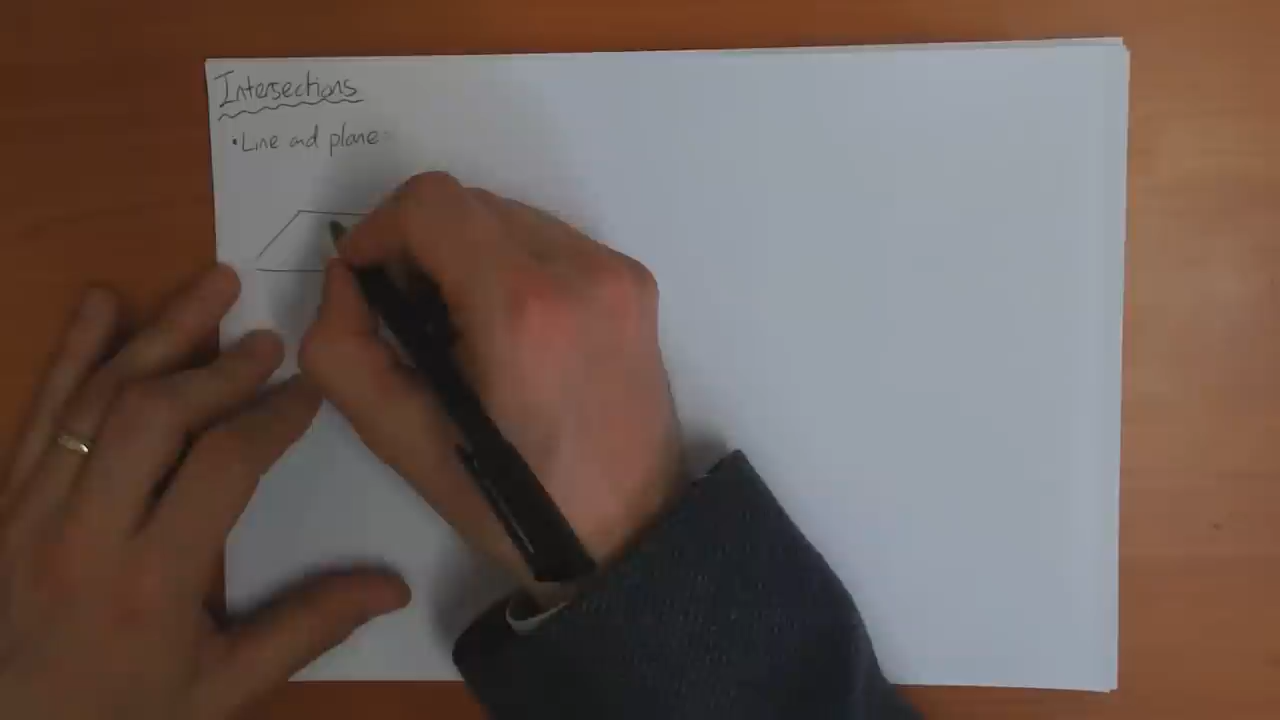 Intersections
• Line and plane